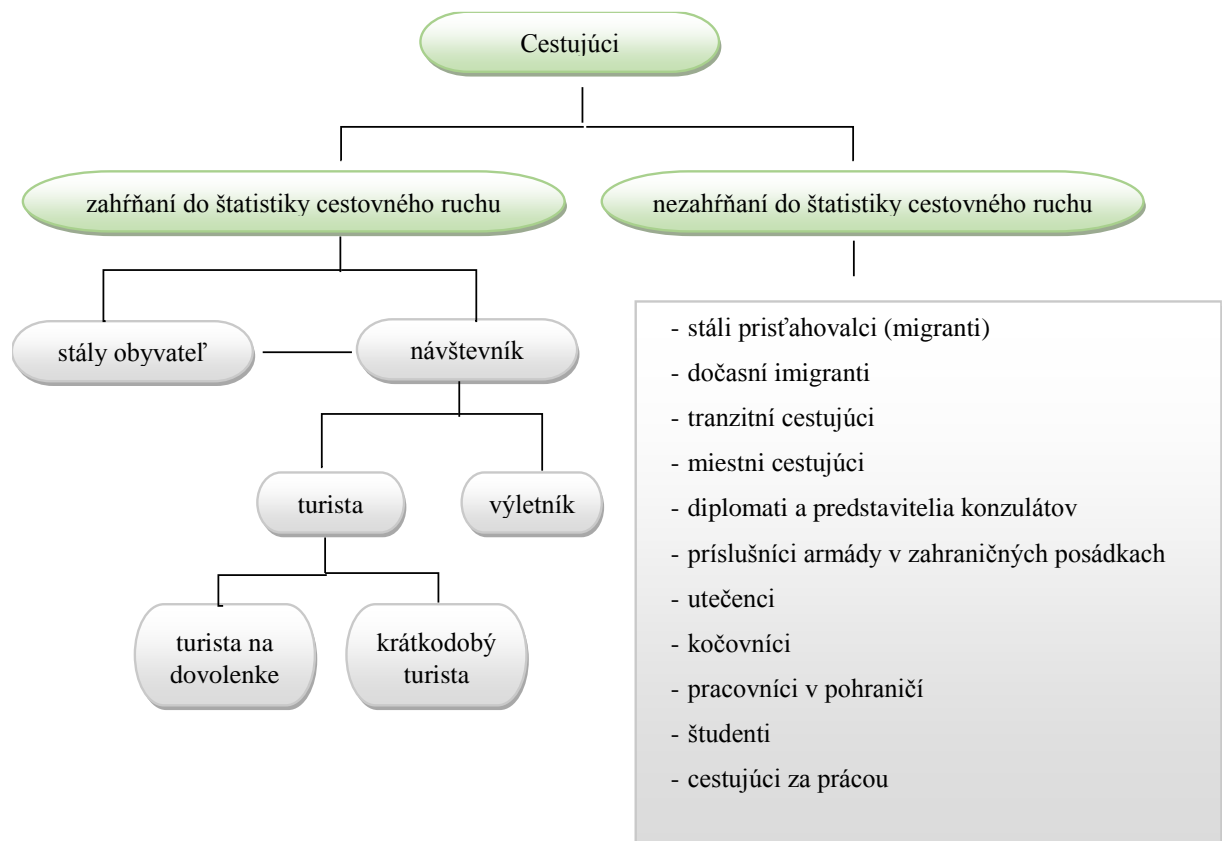 Cestujúci
zahŕňaní do štatistiky cestovného ruchu
nezahŕňaní do štatistiky cestovného ruchu
stály obyvateľ
návštevník
turista
výletník
turista na
dovolenke
krátkodobý
turista
- stáli prisťahovalci (migranti)
- dočasní imigranti
- tranzitní cestujúci
- miestni cestujúci
- diplomati a predstavitelia konzulátov
- príslušníci armády v zahraničných posádkach
- utečenci
- kočovníci
- pracovníci v pohraničí
- študenti
- cestujúci za prácou